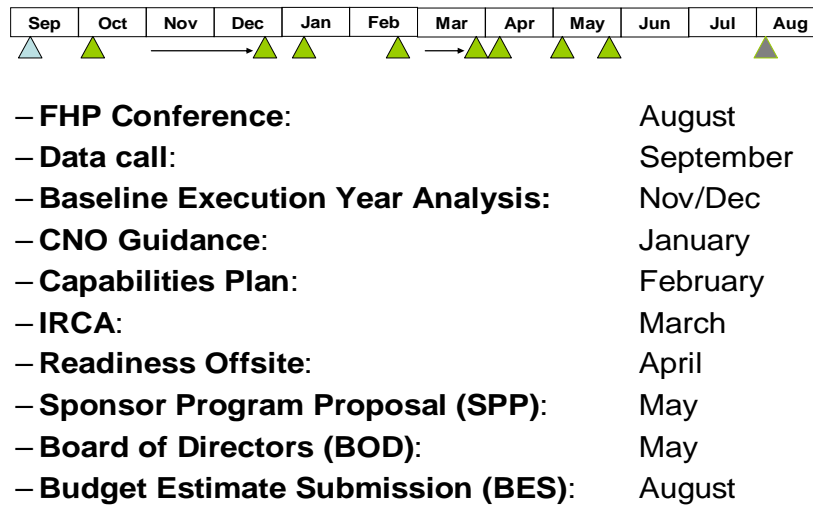 Sep Oct Nov Dec Jan Feb Mar Apr May Jun Jul Aug
– FHP Conference: August
– Data call: September
– Baseline Execution Year Analysis: Nov/Dec
– CNO Guidance: January
– Capabilities Plan: February
– IRCA: March
– Readiness Offsite: April
– Sponsor Program Proposal (SPP): May
– Board of Directors (BOD): May
– Budget Estimate Submission (BES): August